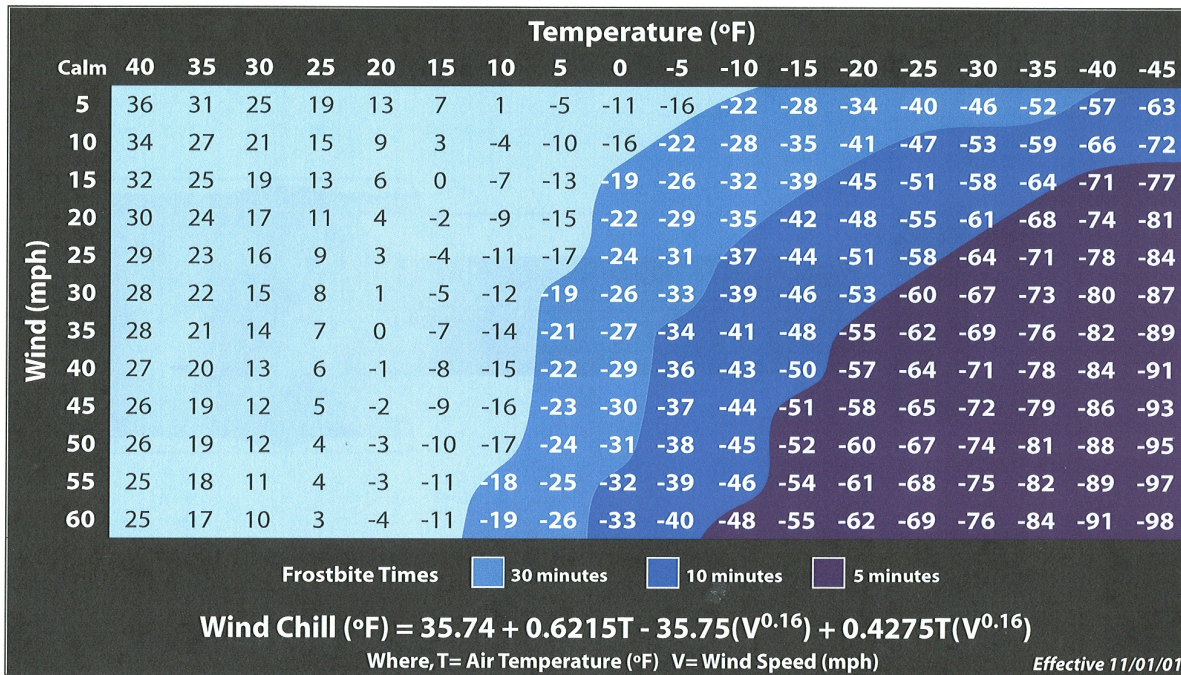 Temperature (ºF)
Calm 40 35 30 25 20 15 10 5 0 -5 -10 -15 -20 -25 -30 -35 -40 -45
Wind (mph)
5 36 31 25 19 13 7 1 -5 -11 -16 -22 -28 -34 -40 -46 -52 -57 -63
10 34 27 21 15 9 3 -4 -10 -16 -22 -28 -35 -41 -47 -53 -59 -66 -72
15 32 25 19 13 6 0 -7 -13 -19 -26 -32 -39 -45 -51 -58 -64 -71 -77
20 30 24 17 11 4 -2 -9 -15 -22 -29 -35 -42 -48 -55 -61 -68 -74 -81
25 29 23 16 9 3 -4 -11 -17 -24 -31 -37 -44 -51 -58 -64 -71 -78 -84
30 28 22 15 8 1 -5 -12 -19 -26 -33 -39 -46 -53 -60 -67 -73 -80 -87
35 28 21 14 7 0 -7 -14 -21 -27 -34 -41 -48 -55 -62 -69 -76 -82 -89
40 27 20 13 6 -1 -8 -15 -22 -29 -36 -43 -50 -57 -64 -71 -78 -84 -91
45 26 19 12 5 -2 -9 -16 -23 -30 -37 -44 -51 -58 -65 -72 -79 -86 -93
50 26 19 12 4 -3 -10 -17 -24 -31 -38 -45 -52 -60 -67 -74 -81 -88 -95
55 25 18 11 4 -3 -11 -18 -25 -32 -39 -46 -54 -61 -68 -75 -82 -89 -97
60 25 17 10 3 -4 -11 -19 -26 -33 -40 -48 -55 -62 -69 -76 -84 -91 -98
Frostbite Times 30 minutes 10 minutes 5 minutes
Wind Chill (ºF) = 35.74 + 0.6215T - 35.75(V^0.16) + 0.4275T(V^0.16)
Where, T= Air Temperature (ºF) V= Wind Speed (mph)
Effective 11/01/01